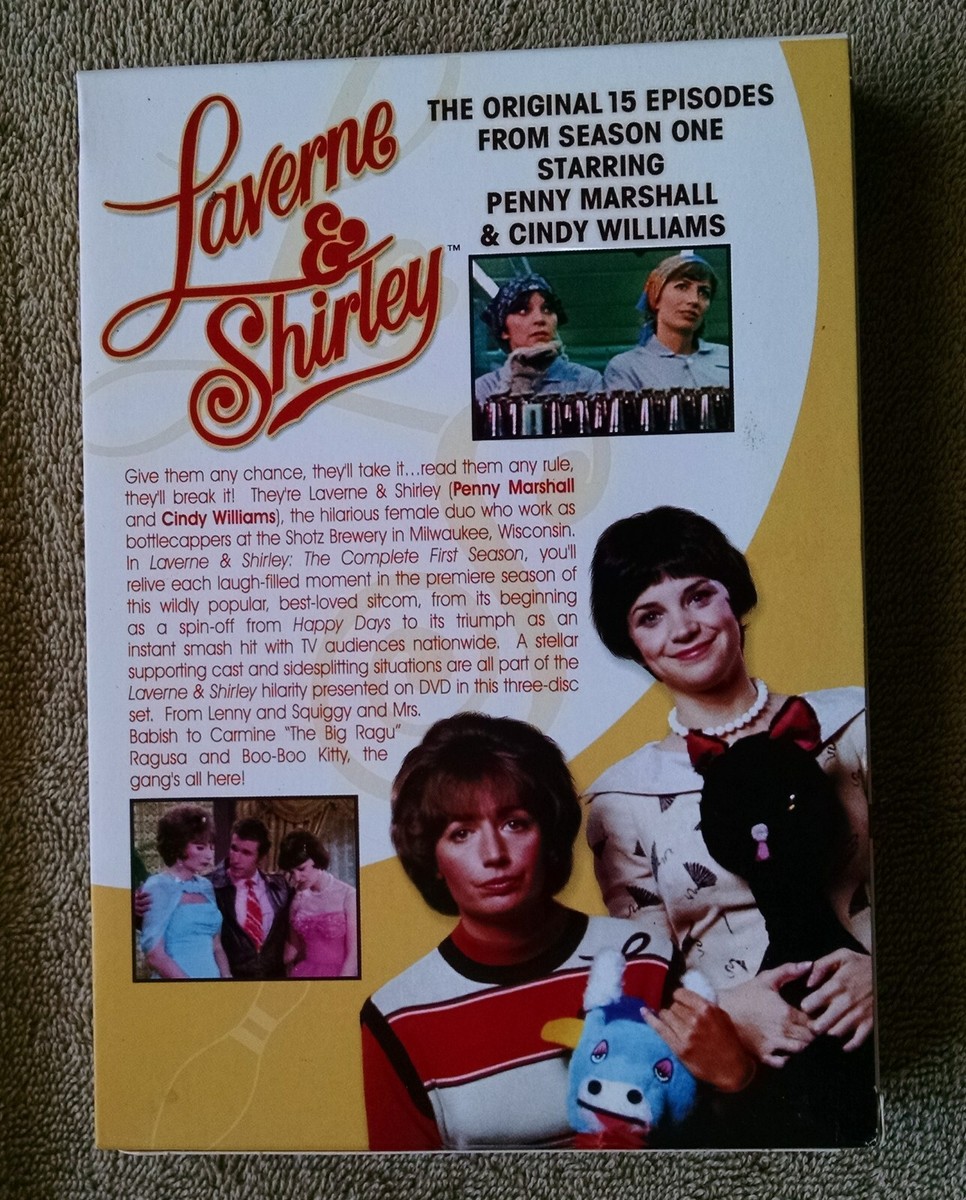 Laverne
&
Shirley™
THE ORIGINAL 15 EPISODES
FROM SEASON ONE
STARRING
PENNY MARSHALL
& CINDY WILLIAMS
Give them any chance, they'll take it...read them any rule,
they'll break it! They're Laverne & Shirley (Penny Marshall
and Cindy Williams), the hilarious female duo who work as
bottlecappers at the Shotz Brewery in Milwaukee, Wisconsin.
In Laverne & Shirley: The Complete First Season, you'll
relive each laugh-filled moment in the premiere season of
this wildly popular, best-loved sitcom, from its beginning
as a spin-off from Happy Days to its triumph as an
instant smash hit with TV audiences nationwide. A stellar
supporting cast and sidesplitting situations are all part of the
Laverne & Shirley hilarity presented on DVD in this three-disc
set. From Lenny and Squiggy and Mrs.
Babish to Carmine "The Big Ragu"
Ragusa and Boo-Boo Kitty, the
gang's all here!